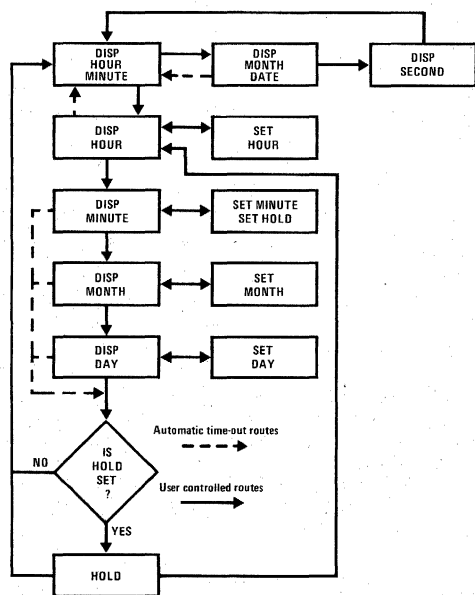 DISP
HOUR
MINUTE
DISP
MONTH
DATE
DISP
SECOND
DISP
HOUR
SET
HOUR
DISP
MINUTE
SET MINUTE
SET HOLD
DISP
MONTH
SET
MONTH
DISP
DAY
SET
DAY
Automatic time-out routes
IS
HOLD
SET
?
NO
User controlled routes
YES
HOLD